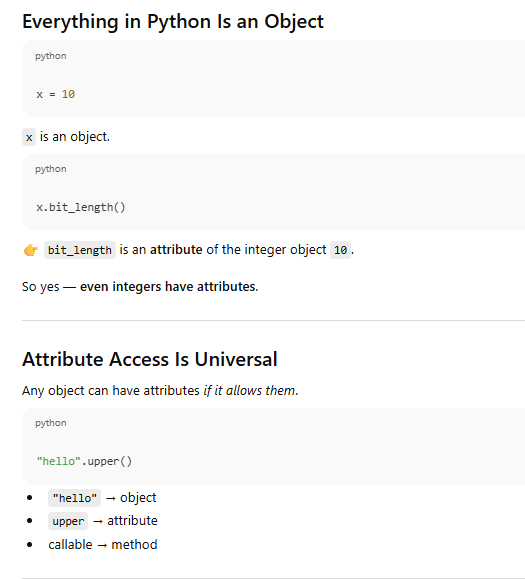 Everything in Python Is an Object
python
x = 10
x is an object.
python
x.bit_length()
👉 bit_length is an attribute of the integer object 10.
So yes — even integers have attributes.
Attribute Access Is Universal
Any object can have attributes if it allows them.
python
"hello".upper()
• "hello" → object
• upper → attribute
• callable → method